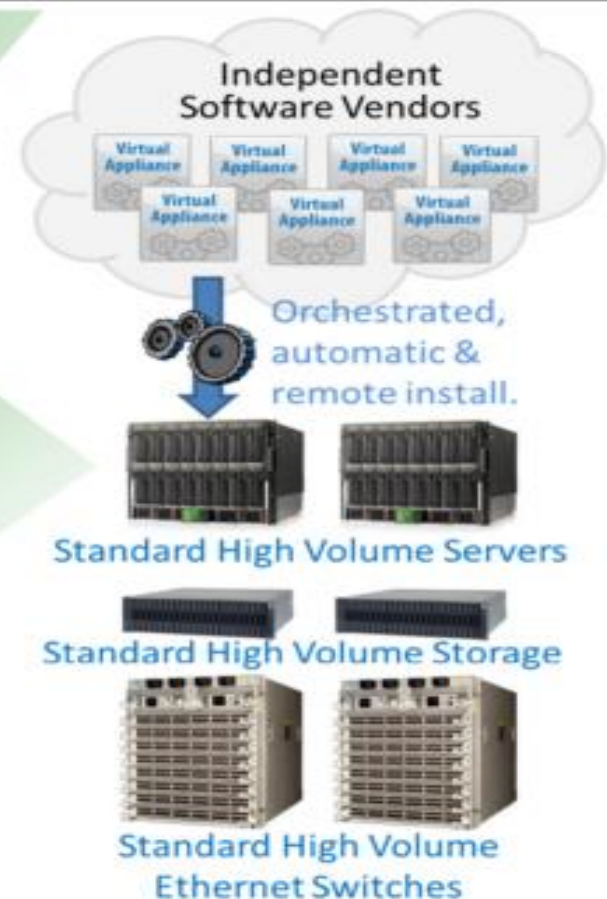 Independent
Software Vendors
Virtual
Appliance
Virtual
Appliance
Virtual
Appliance
Virtual
Appliance
Virtual
Appliance
Virtual
Appliance
Virtual
Appliance
Orchestrated,
automatic &
remote install.
Standard High Volume Servers
Standard High Volume Storage
Standard High Volume
Ethernet Switches